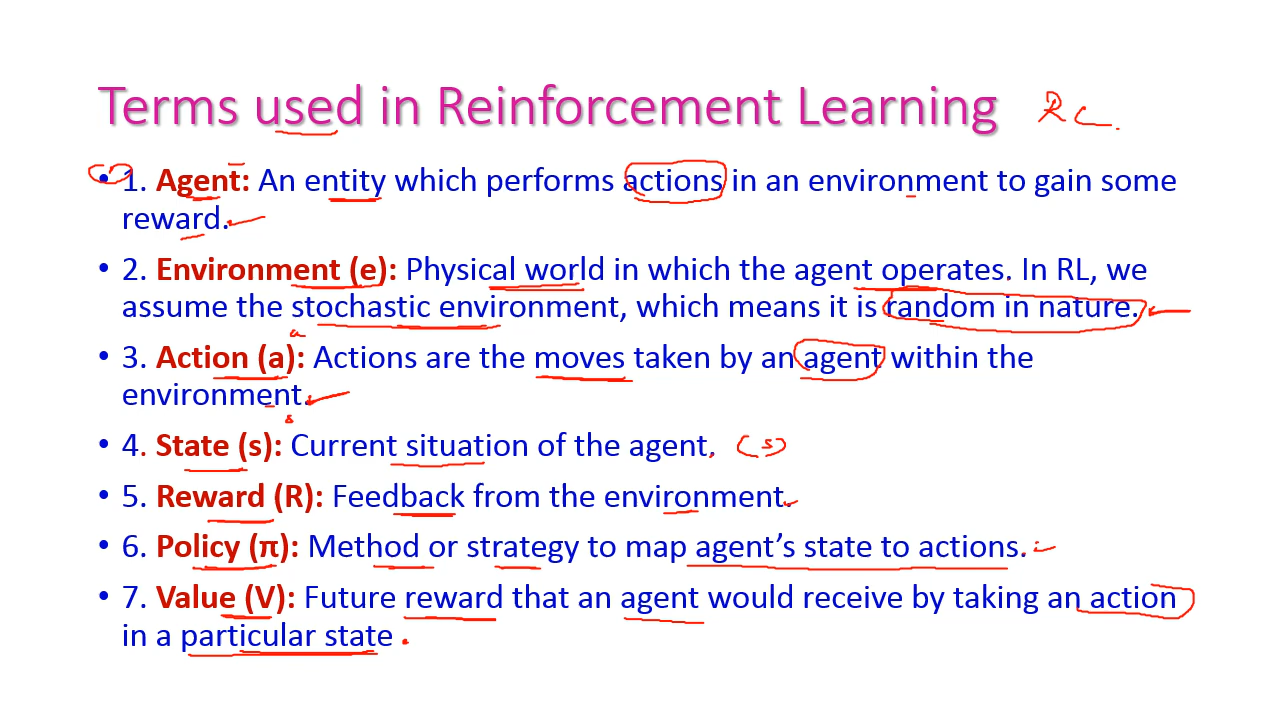 Terms used in Reinforcement Learning RL.
• 1. Agent: An entity which performs actions in an environment to gain some
reward.
• 2. Environment (e): Physical world in which the agent operates. In RL, we
assume the stochastic environment, which means it is random in nature.
a
• 3. Action (a): Actions are the moves taken by an agent within the
environment.
s
• 4. State (s): Current situation of the agent. (s)
• 5. Reward (R): Feedback from the environment.
• 6. Policy (π): Method or strategy to map agent’s state to actions.
• 7. Value (V): Future reward that an agent would receive by taking an action
in a particular state